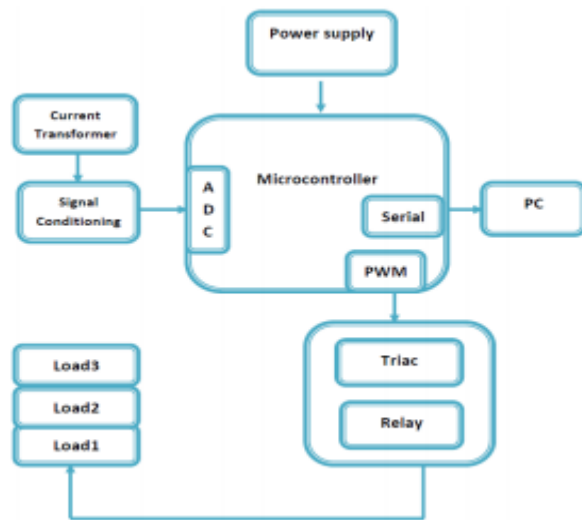 Power supply
Current
Transformer
Signal
Conditioning
A
D
C
Microcontroller
Serial
PC
PWM
Triac
Relay
Load3
Load2
Load1